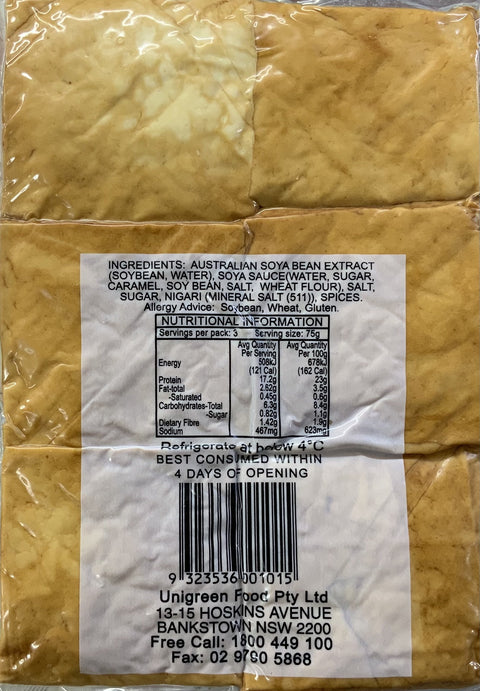 INGREDIENTS: AUSTRALIAN SOYA BEAN EXTRACT
(SOYBEAN, WATER), SOYA SAUCE(WATER, SUGAR,
CARAMEL, SOY BEAN, SALT, WHEAT FLOUR), SALT,
SUGAR, NIGARI (MINERAL SALT (511)), SPICES.
Allergy Advice: Soybean, Wheat, Gluten.
NUTRITIONAL INFORMATION
Servings per pack: 3 Serving size: 75g
Avg Quantity Avg Quantity
Per Serving Per 100g
Energy 508kJ 678kJ
(121 Cal) (162 Cal)
Protein 17.2g 23g
Fat-total 2.62g 3.5g
-Saturated 0.45g 0.6g
Carbohydrates-Total 6.3g 8.4g
-Sugar 0.82g 1.1g
Dietary Fibre 1.42g 1.9g
Sodium 467mg 623mg
Refrigerate at below 4°C
BEST CONSUMED WITHIN
4 DAYS OF OPENING
9 323536 001015
Unigreen Food Pty Ltd
13-15 HOSKINS AVENUE
BANKSTOWN NSW 2200
Free Call: 1800 449 100
Fax: 02 9790 5868